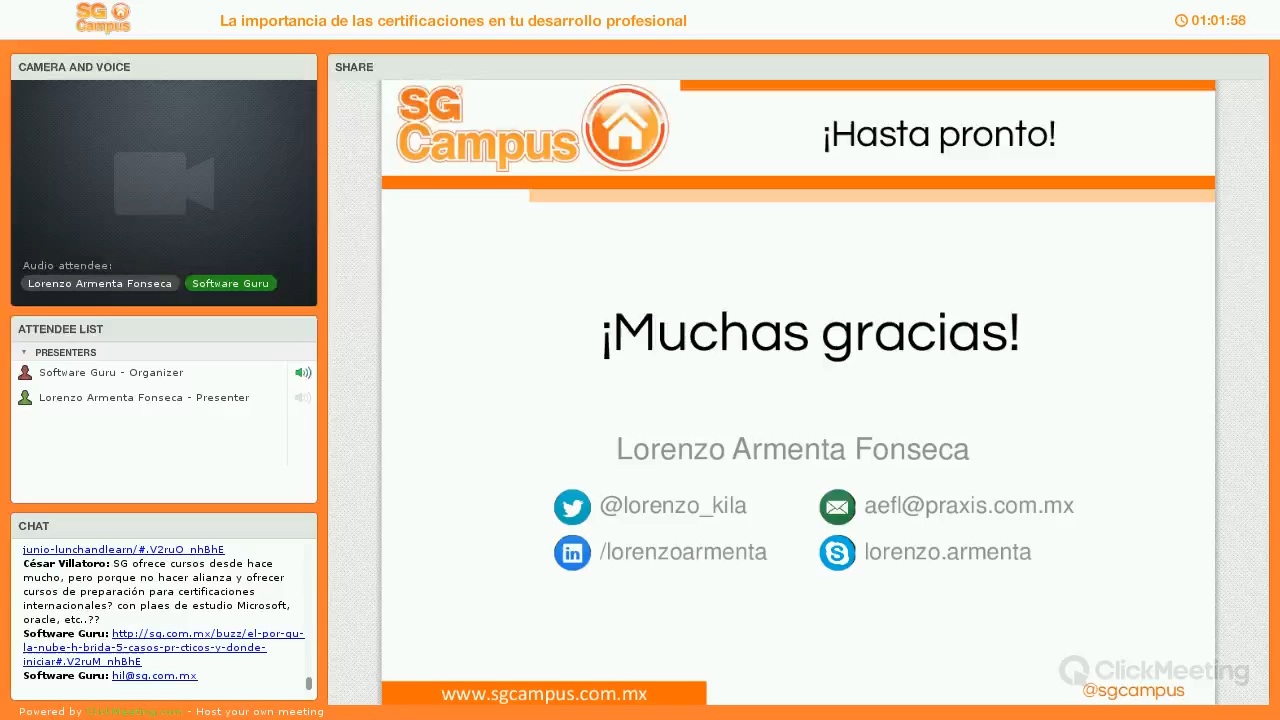 SG
Campus
La importancia de las certificaciones en tu desarrollo profesional
01:01:58
CAMERA AND VOICE
Audio attendee:
Lorenzo Armenta Fonseca
Software Guru
ATTENDEE LIST
PRESENTERS
Software Guru - Organizer
Lorenzo Armenta Fonseca - Presenter
CHAT
junio-lunchandlearn/#.V2ruO_nhBhE
César Villatoro: SG ofrece cursos desde hace
mucho, pero porque no hacer alianza y ofrecer
cursos de preparación para certificaciones
internacionales? con plaes de estudio Microsoft,
oracle, etc..??
Software Guru: http://sg.com.mx/buzz/el-por-qu-
la-nube-h-brida-5-casos-pr-cticos-y-donde-
iniciar#.V2ruM_nhBhE
Software Guru: hil@sg.com.mx
Powered by ClickMeeting.com - Host your own meeting
SHARE
SG
Campus
¡Hasta pronto!
¡Muchas gracias!
Lorenzo Armenta Fonseca
@lorenzo_kila
aefl@praxis.com.mx
/lorenzoarmenta
lorenzo.armenta
www.sgcampus.com.mx
ClickMeeting
@sgcampus